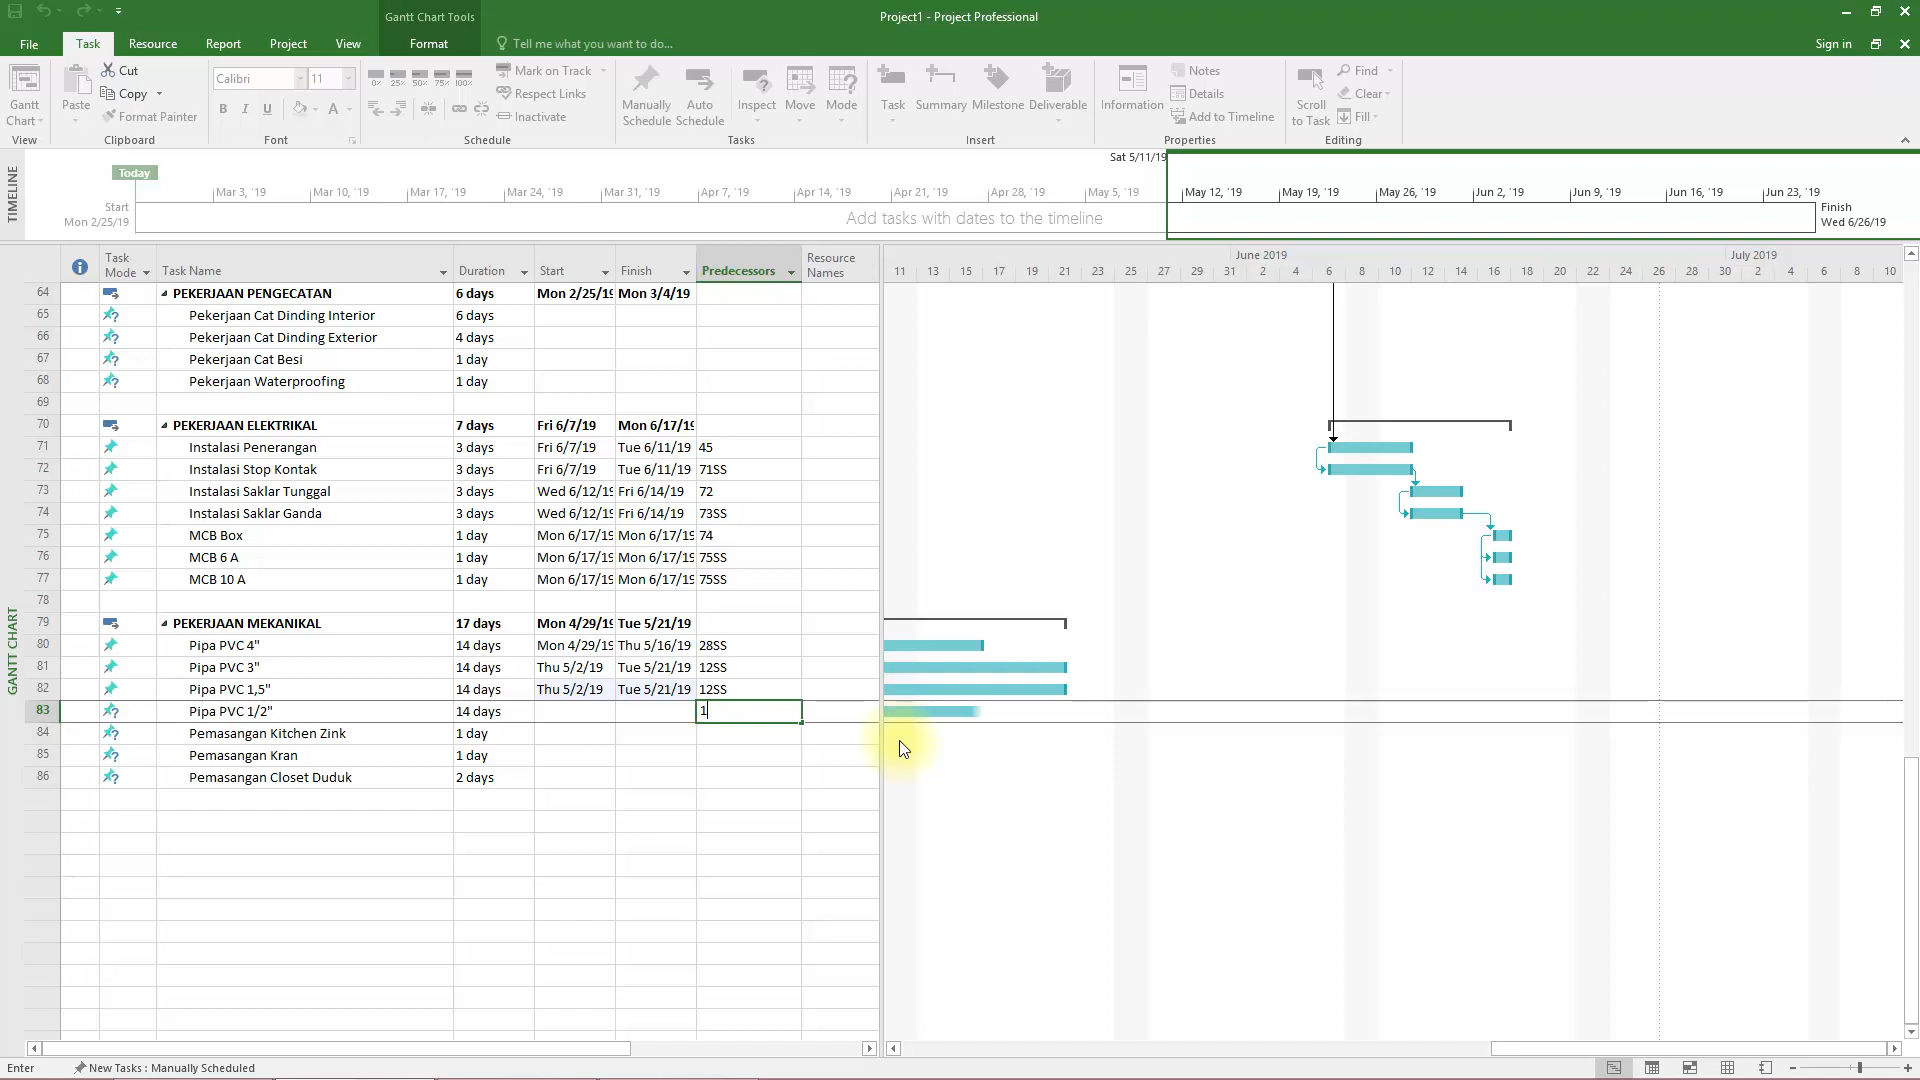 Gantt Chart Tools
Project1 - Project Professional
File Task Resource Report Project View Format Tell me what you want to do... Sign in
Gantt Chart
View
Paste
Cut
Copy
Format Painter
Clipboard
Calibri 11
B I U A
Font
0% 25% 50% 75% 100%
Mark on Track
Respect Links
Inactivate
Schedule
Manually Schedule
Auto Schedule
Inspect
Move
Mode
Tasks
Task
Summary
Milestone
Deliverable
Insert
Information
Notes
Details
Add to Timeline
Properties
Scroll to Task
Find
Clear
Fill
Editing
TIMELINE
Today
Sat 5/11/19
Mar 3, '19 Mar 10, '19 Mar 17, '19 Mar 24, '19 Mar 31, '19 Apr 7, '19 Apr 14, '19 Apr 21, '19 Apr 28, '19 May 5, '19 May 12, '19 May 19, '19 May 26, '19 Jun 2, '19 Jun 9, '19 Jun 16, '19 Jun 23, '19
Start
Mon 2/25/19
Add tasks with dates to the timeline
Finish
Wed 6/26/19
GANTT CHART
Task Mode Task Name Duration Start Finish Predecessors Resource Names
June 2019 July 2019
11 13 15 17 19 21 23 25 27 29 31 2 4 6 8 10 12 14 16 18 20 22 24 26 28 30 2 4 6 8 10
64 PEKERJAAN PENGECATAN 6 days Mon 2/25/19 Mon 3/4/19
65 Pekerjaan Cat Dinding Interior 6 days
66 Pekerjaan Cat Dinding Exterior 4 days
67 Pekerjaan Cat Besi 1 day
68 Pekerjaan Waterproofing 1 day
69
70 PEKERJAAN ELEKTRIKAL 7 days Fri 6/7/19 Mon 6/17/19
71 Instalasi Penerangan 3 days Fri 6/7/19 Tue 6/11/19 45
72 Instalasi Stop Kontak 3 days Fri 6/7/19 Tue 6/11/19 71SS
73 Instalasi Saklar Tunggal 3 days Wed 6/12/19 Fri 6/14/19 72
74 Instalasi Saklar Ganda 3 days Wed 6/12/19 Fri 6/14/19 73SS
75 MCB Box 1 day Mon 6/17/19 Mon 6/17/19 74
76 MCB 6 A 1 day Mon 6/17/19 Mon 6/17/19 75SS
77 MCB 10 A 1 day Mon 6/17/19 Mon 6/17/19 75SS
78
79 PEKERJAAN MEKANIKAL 17 days Mon 4/29/19 Tue 5/21/19
80 Pipa PVC 4" 14 days Mon 4/29/19 Thu 5/16/19 28SS
81 Pipa PVC 3" 14 days Thu 5/2/19 Tue 5/21/19 12SS
82 Pipa PVC 1,5" 14 days Thu 5/2/19 Tue 5/21/19 12SS
83 Pipa PVC 1/2" 14 days 1
84 Pemasangan Kitchen Zink 1 day
85 Pemasangan Kran 1 day
86 Pemasangan Closet Duduk 2 days
Enter New Tasks : Manually Scheduled